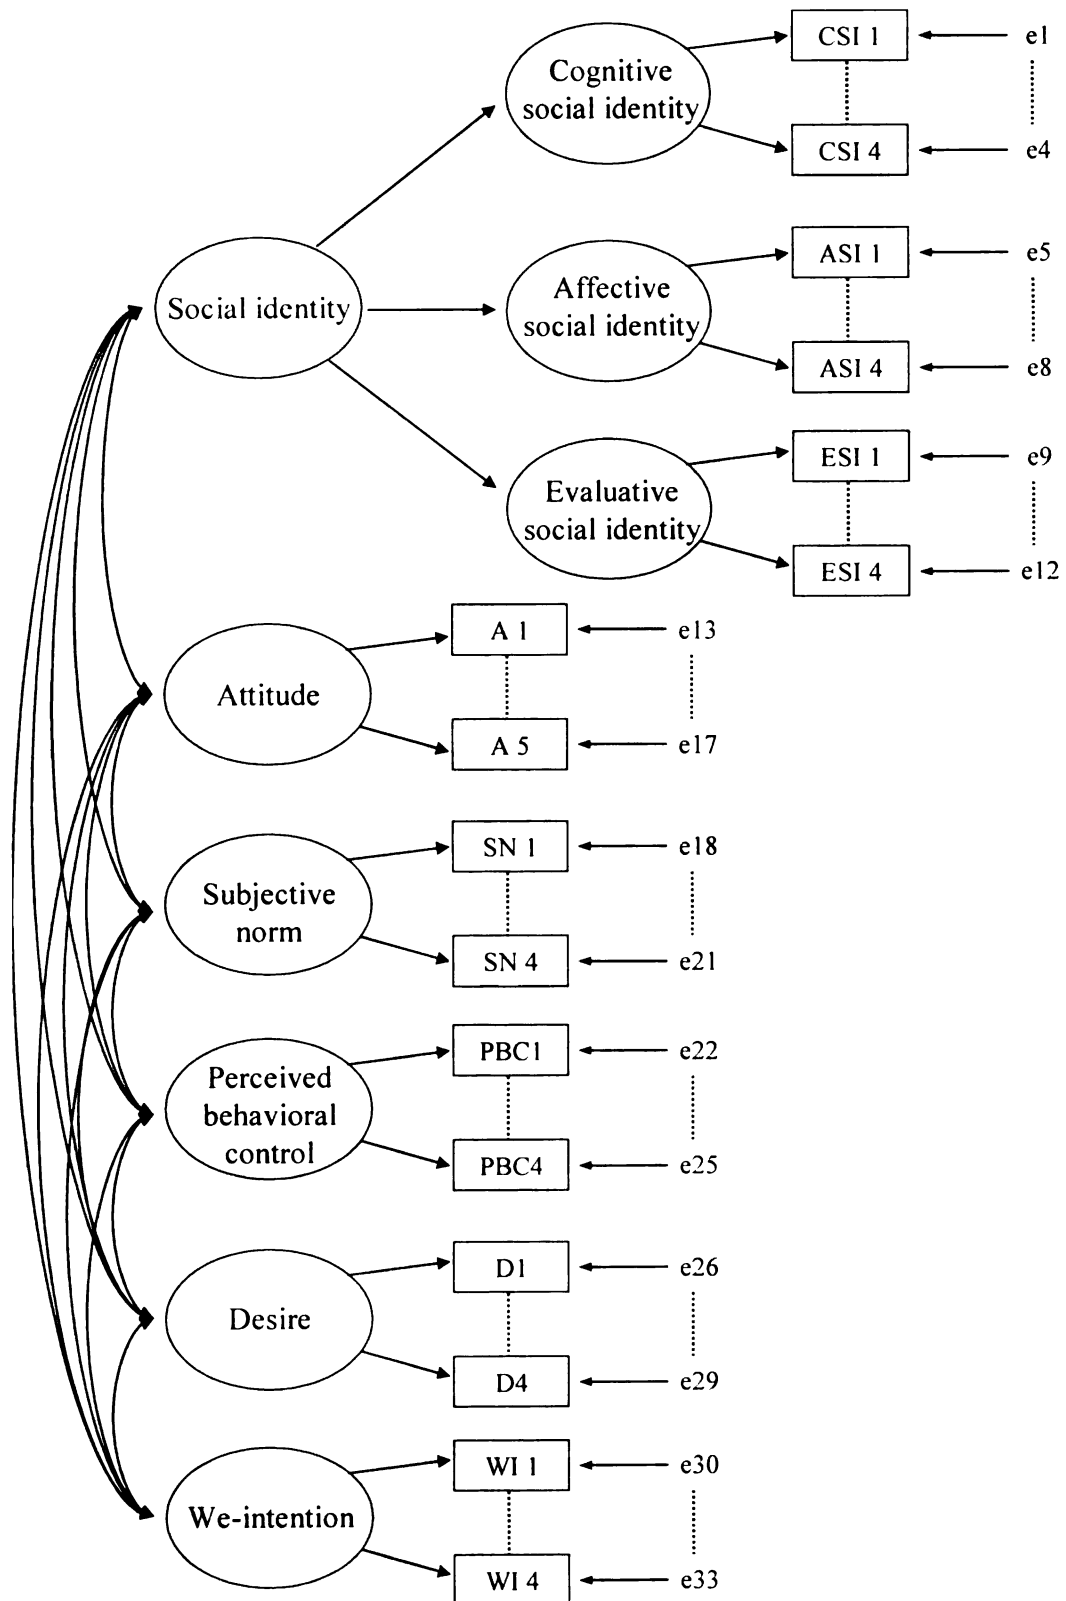 Cognitive
social identity
CSI 1
e1
CSI 4
e4
Social identity
Affective
social identity
ASI 1
e5
ASI 4
e8
Evaluative
social identity
ESI 1
e9
ESI 4
e12
Attitude
A 1
e13
A 5
e17
Subjective
norm
SN 1
e18
SN 4
e21
Perceived
behavioral
control
PBC1
e22
PBC4
e25
Desire
D1
e26
D4
e29
We-intention
WI 1
e30
WI 4
e33